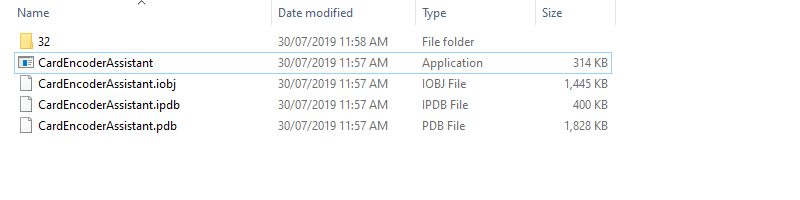 Name Date modified Type Size
32 30/07/2019 11:58 AM File folder
CardEncoderAssistant 30/07/2019 11:57 AM Application 314 KB
CardEncoderAssistant.iobj 30/07/2019 11:57 AM IOBJ File 1,445 KB
CardEncoderAssistant.ipdb 30/07/2019 11:57 AM IPDB File 400 KB
CardEncoderAssistant.pdb 30/07/2019 11:57 AM PDB File 1,828 KB